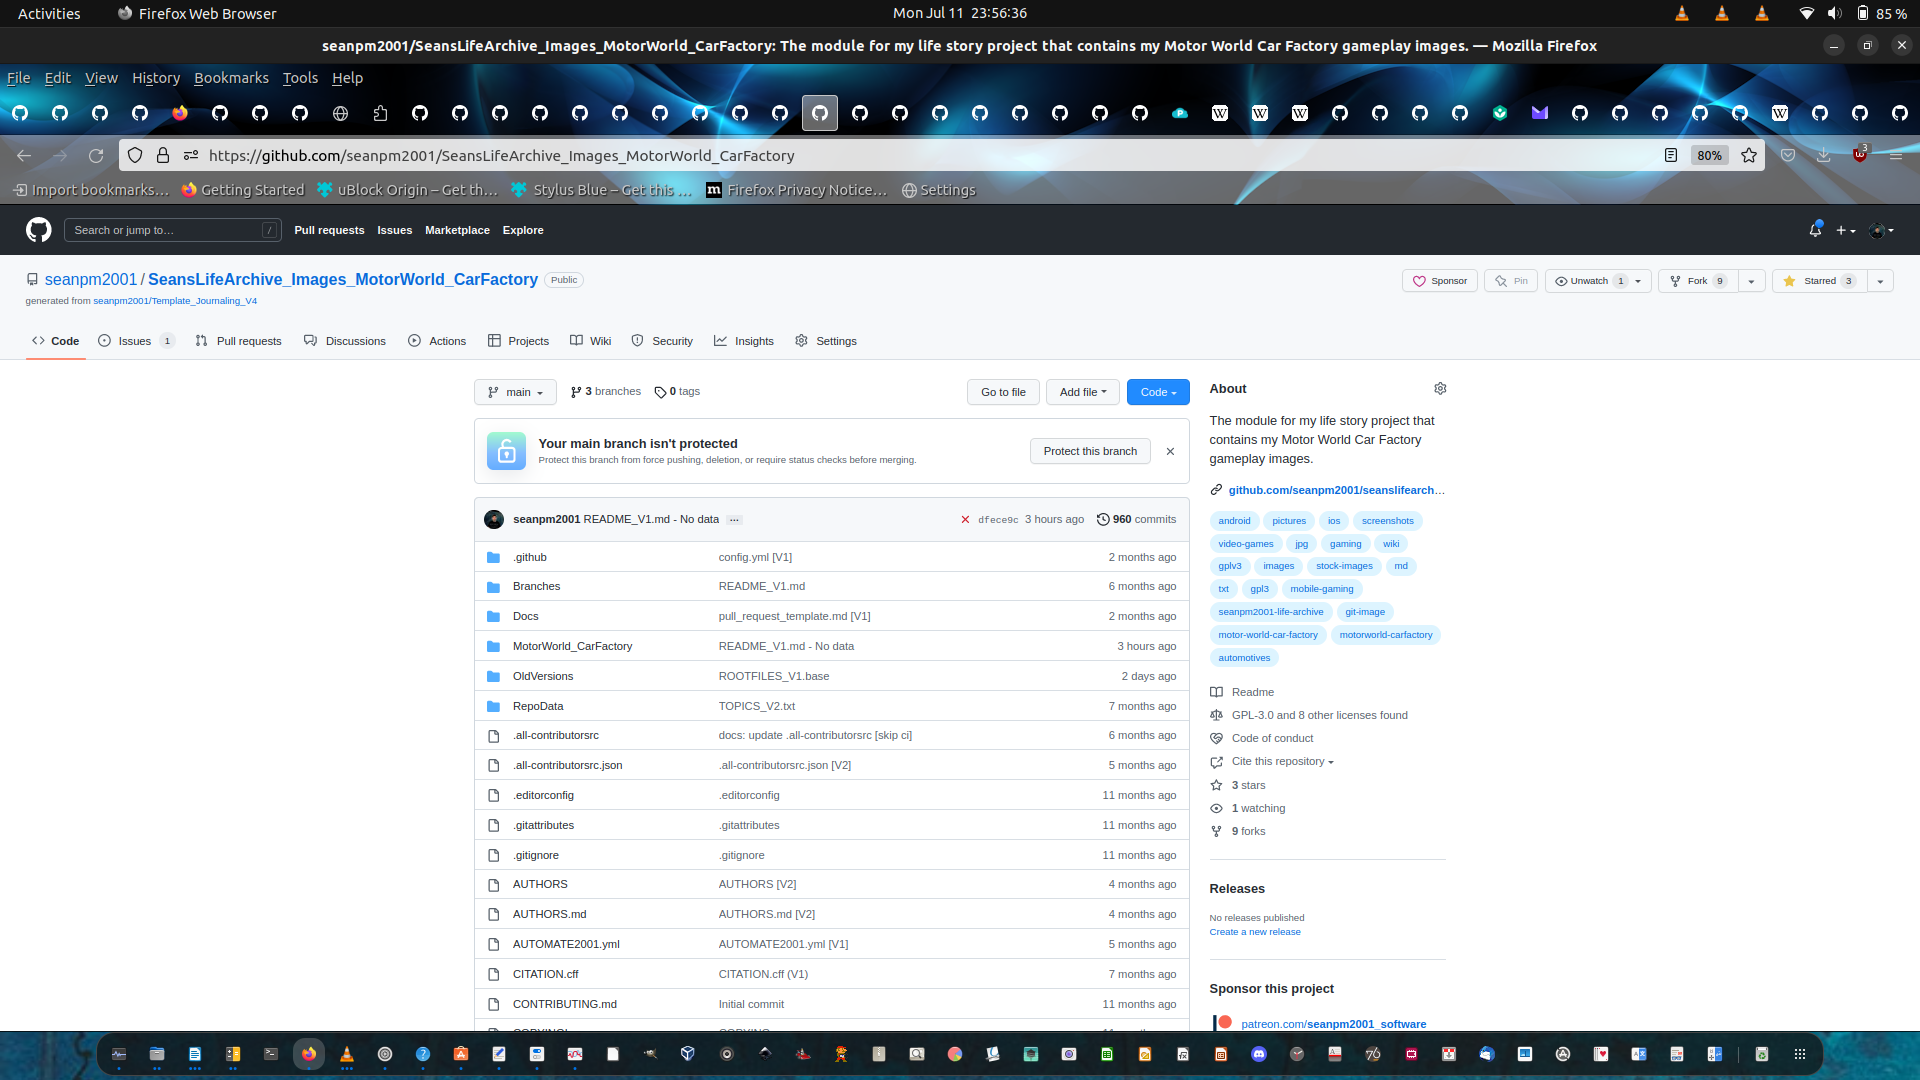 Activities
Firefox Web Browser
Mon Jul 11 23:56:36
85 %
seanpm2001/SeansLifeArchive_Images_MotorWorld_CarFactory: The module for my life story project that contains my Motor World Car Factory gameplay images. — Mozilla Firefox
File Edit View History Bookmarks Tools Help
https://github.com/seanpm2001/SeansLifeArchive_Images_MotorWorld_CarFactory
80%
3
Import bookmarks…
Getting Started
uBlock Origin – Get th…
Stylus Blue – Get this …
Firefox Privacy Notice…
Settings
Search or jump to…
/
Pull requests
Issues
Marketplace
Explore
seanpm2001 / SeansLifeArchive_Images_MotorWorld_CarFactory
Public
generated from seanpm2001/Template_Journaling_V4
Sponsor
Pin
Unwatch 1
Fork 9
Starred 3
Code
Issues 1
Pull requests
Discussions
Actions
Projects
Wiki
Security
Insights
Settings
main
3 branches
0 tags
Go to file
Add file
Code
Your main branch isn't protected
Protect this branch from force pushing, deletion, or require status checks before merging.
Protect this branch
seanpm2001 README_V1.md - No data
dfece9c 3 hours ago
960 commits
.github config.yml [V1] 2 months ago
Branches README_V1.md 6 months ago
Docs pull_request_template.md [V1] 2 months ago
MotorWorld_CarFactory README_V1.md - No data 3 hours ago
OldVersions ROOTFILES_V1.base 2 days ago
RepoData TOPICS_V2.txt 7 months ago
.all-contributorsrc docs: update .all-contributorsrc [skip ci] 6 months ago
.all-contributorsrc.json .all-contributorsrc.json [V2] 5 months ago
.editorconfig .editorconfig 11 months ago
.gitattributes .gitattributes 11 months ago
.gitignore .gitignore 11 months ago
AUTHORS AUTHORS [V2] 4 months ago
AUTHORS.md AUTHORS.md [V2] 4 months ago
AUTOMATE2001.yml AUTOMATE2001.yml [V1] 5 months ago
CITATION.cff CITATION.cff (V1) 7 months ago
CONTRIBUTING.md Initial commit 11 months ago
About
The module for my life story project that
contains my Motor World Car Factory
gameplay images.
github.com/seanpm2001/seanslifearch…
android pictures ios screenshots
video-games jpg gaming wiki
gplv3 images stock-images md
txt gpl3 mobile-gaming
seanpm2001-life-archive git-image
motor-world-car-factory motorworld-carfactory
automotives
Readme
GPL-3.0 and 8 other licenses found
Code of conduct
Cite this repository
3 stars
1 watching
9 forks
Releases
No releases published
Create a new release
Sponsor this project
patreon.com/seanpm2001_software